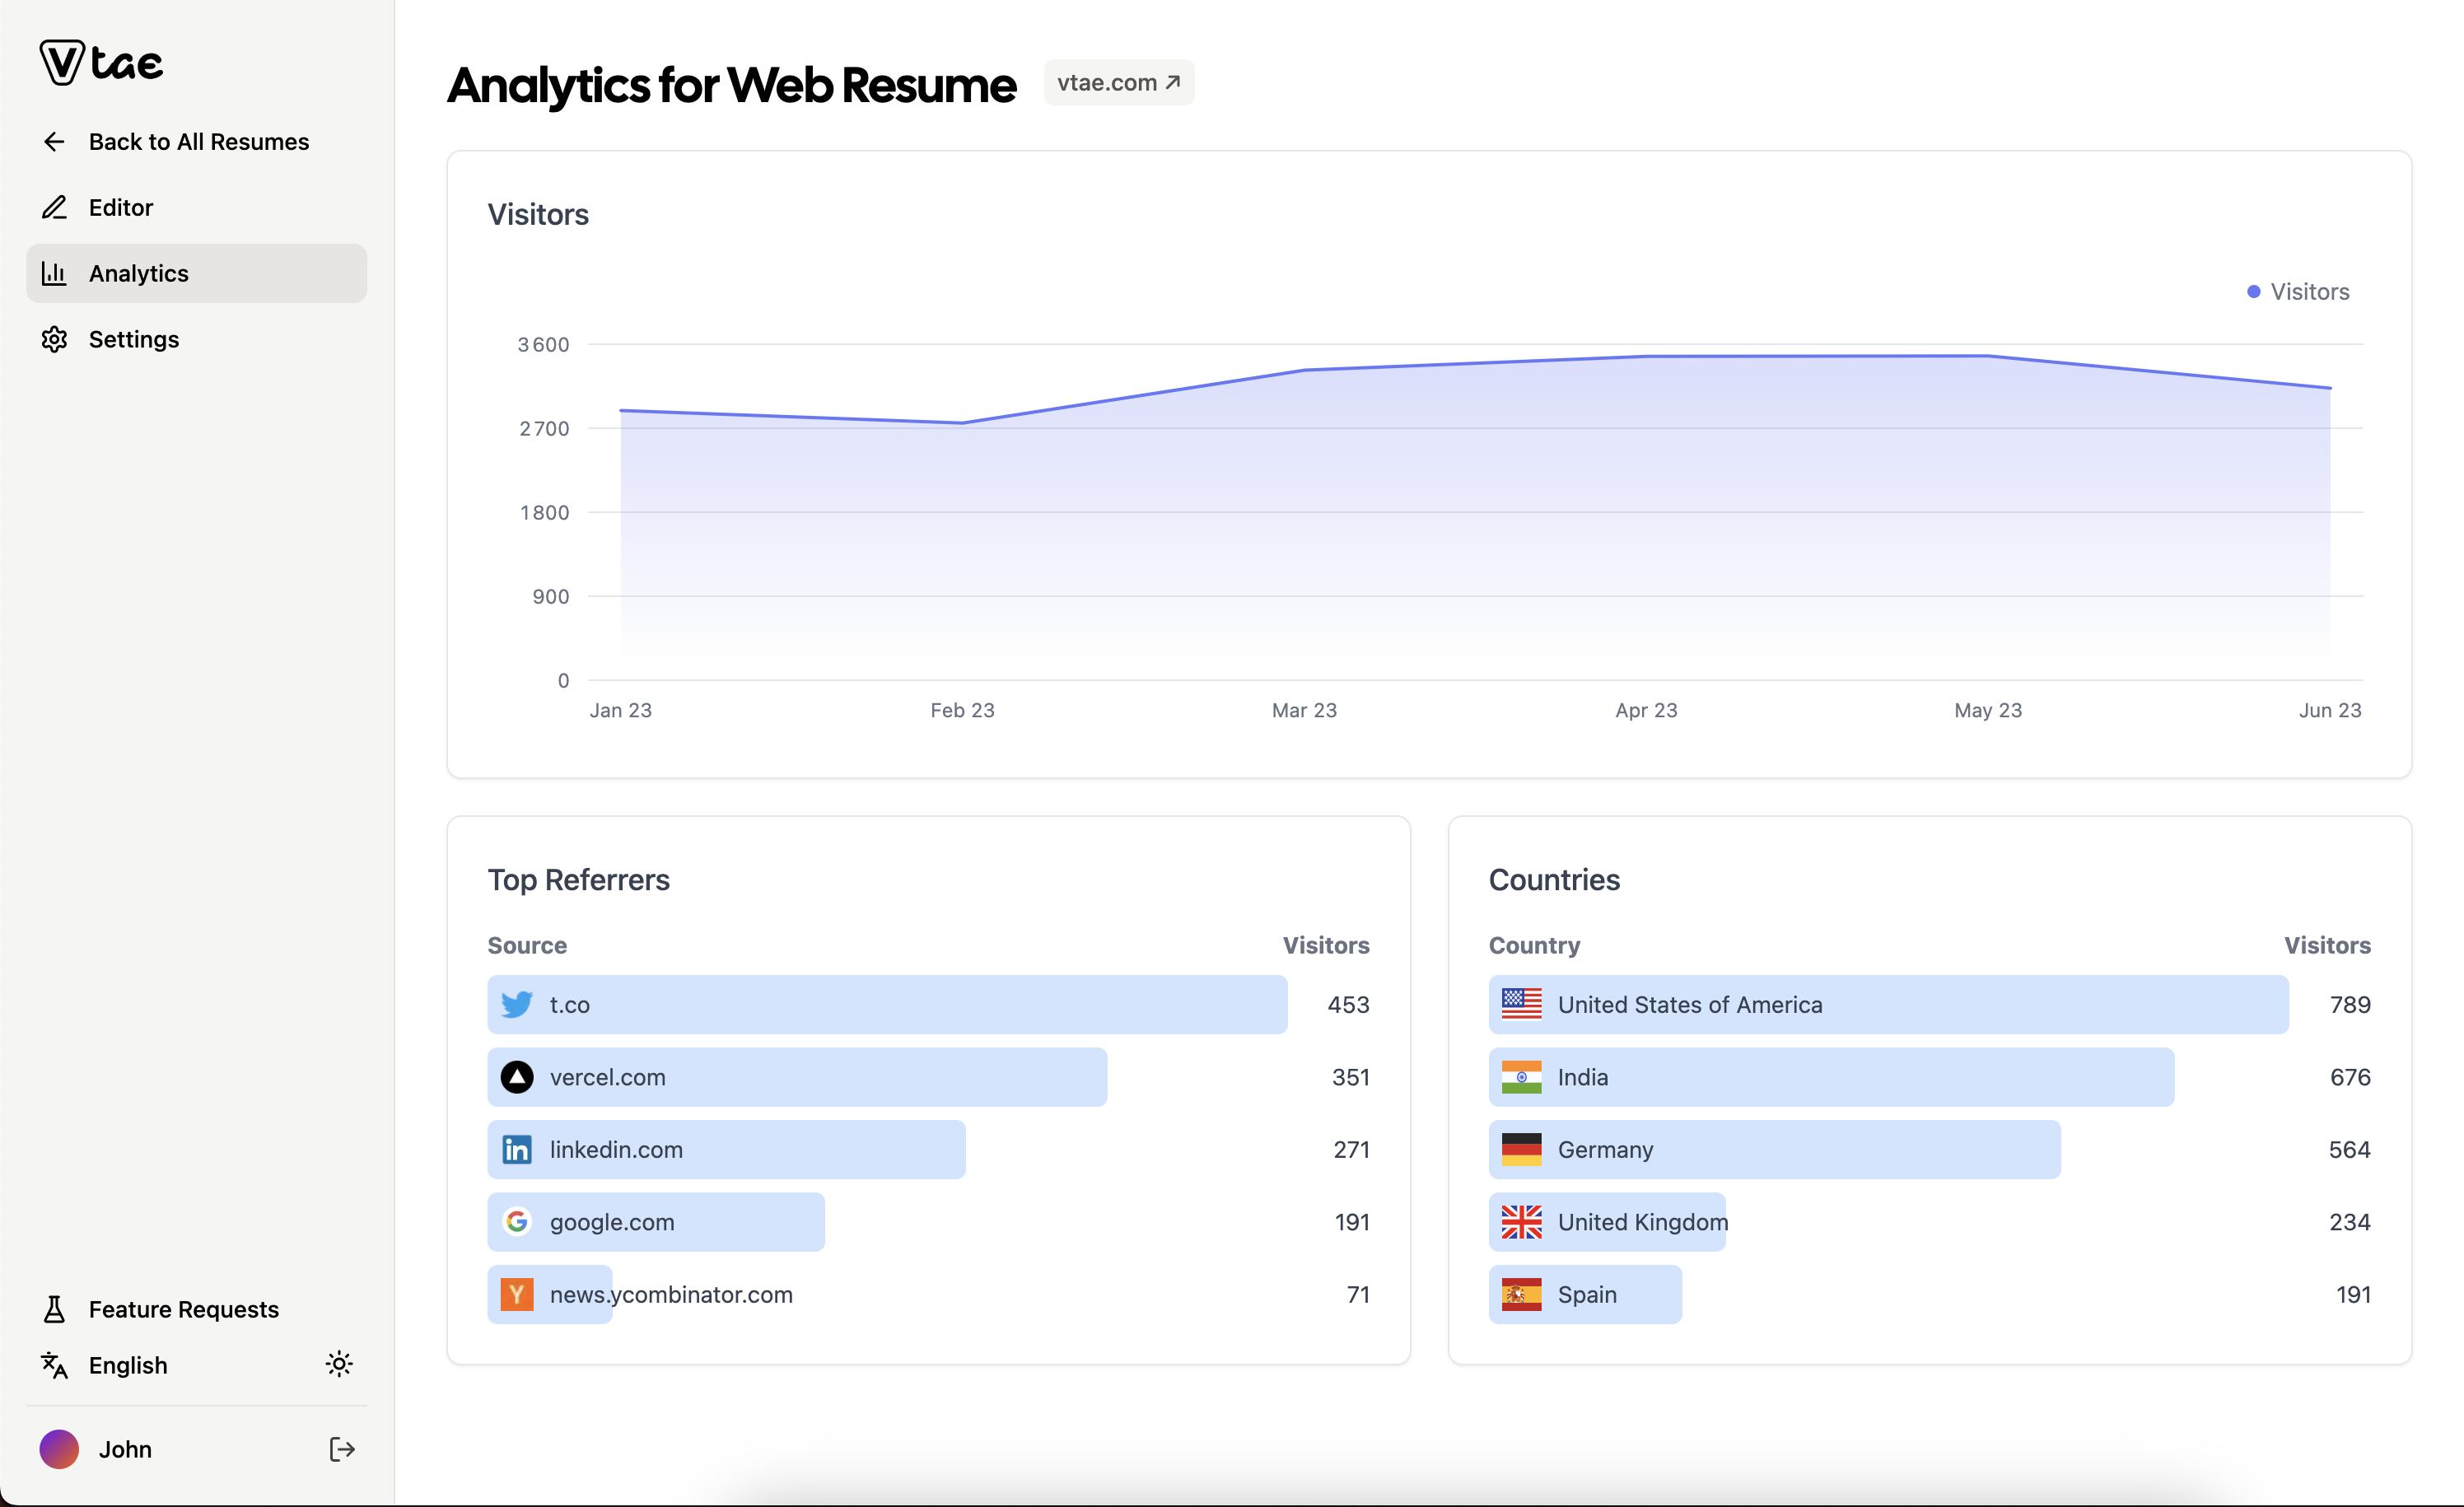 Vtae
Back to All Resumes
Editor
Analytics
Settings
Feature Requests
English
John
Analytics for Web Resume
vtae.com
Visitors
Visitors
3600
2700
1800
900
0
Jan 23 Feb 23 Mar 23 Apr 23 May 23 Jun 23
Top Referrers
Source Visitors
t.co 453
vercel.com 351
linkedin.com 271
google.com 191
news.ycombinator.com 71
Countries
Country Visitors
United States of America 789
India 676
Germany 564
United Kingdom 234
Spain 191